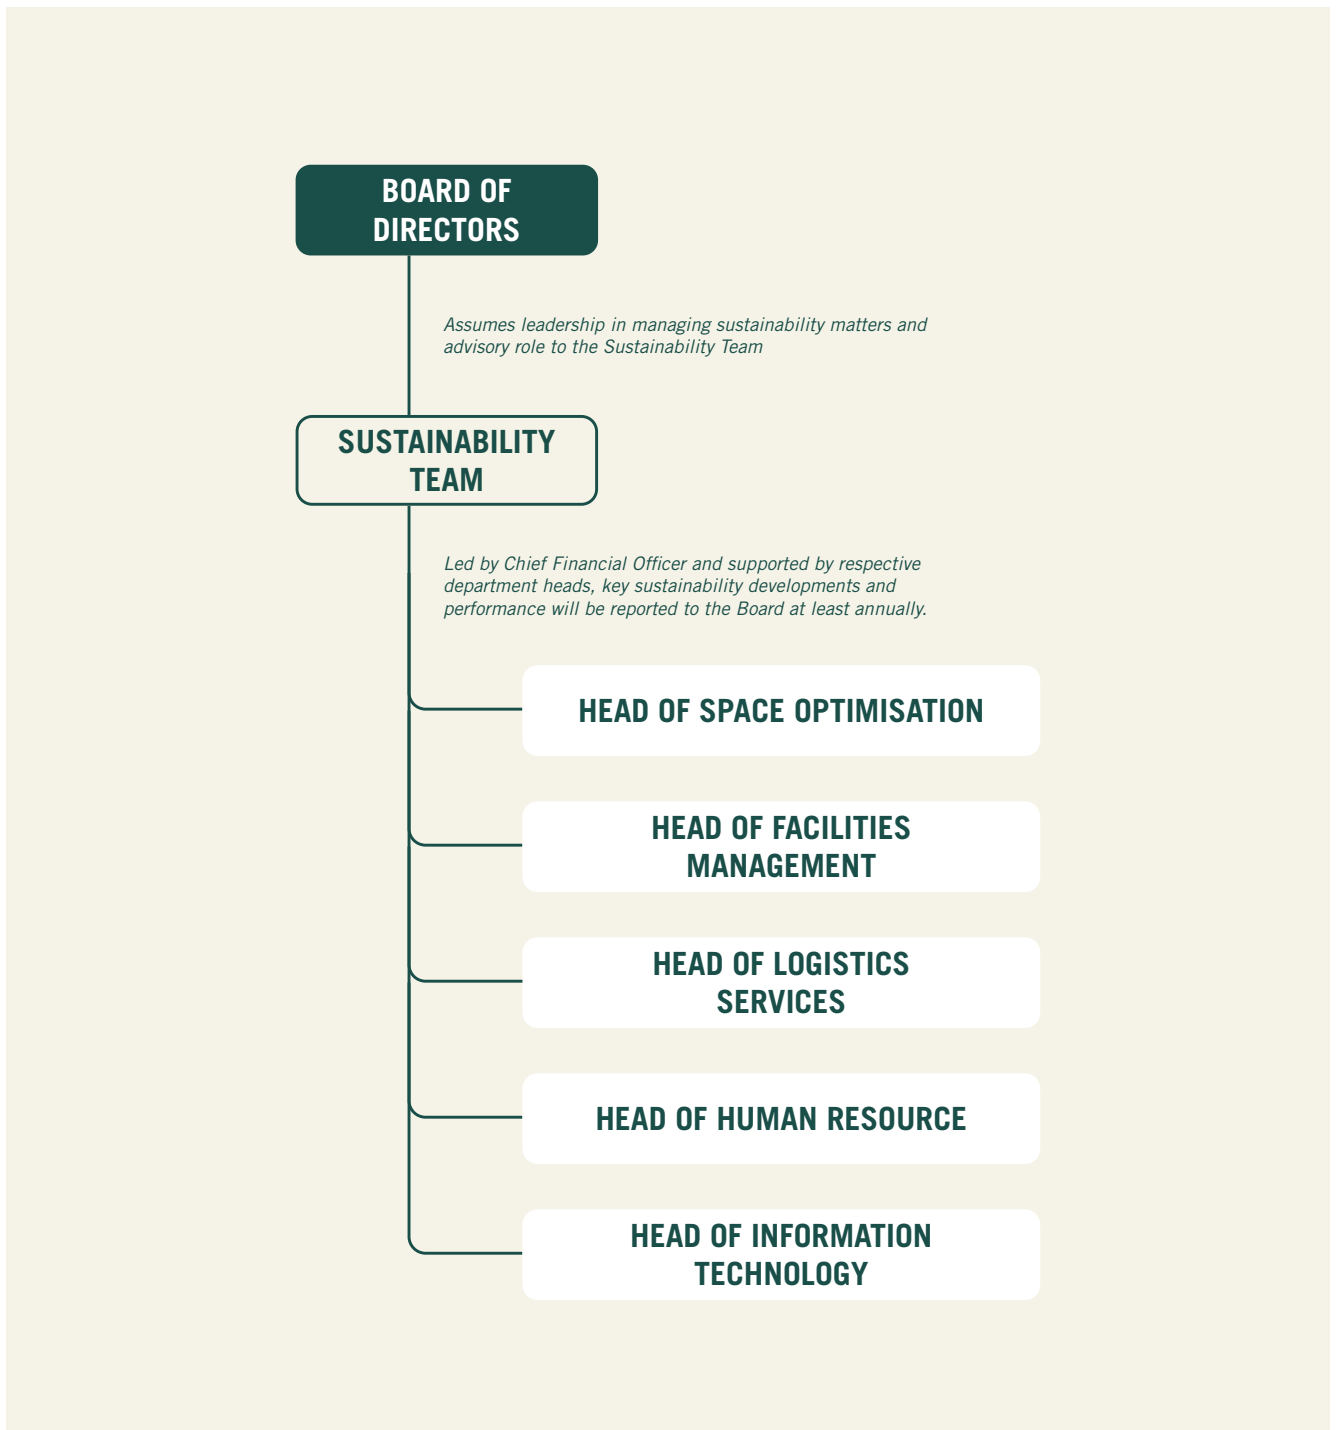 BOARD OF
DIRECTORS
Assumes leadership in managing sustainability matters and
advisory role to the Sustainability Team
SUSTAINABILITY
TEAM
Led by Chief Financial Officer and supported by respective
department heads, key sustainability developments and
performance will be reported to the Board at least annually.
HEAD OF SPACE OPTIMISATION
HEAD OF FACILITIES
MANAGEMENT
HEAD OF LOGISTICS
SERVICES
HEAD OF HUMAN RESOURCE
HEAD OF INFORMATION
TECHNOLOGY